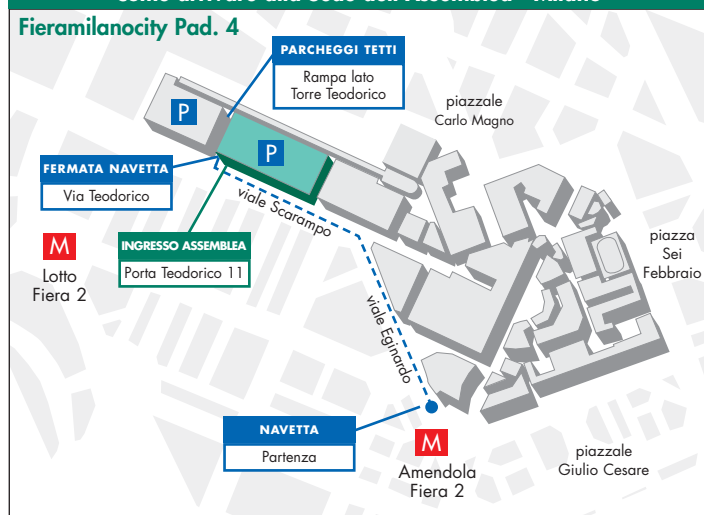 Fieramilanocity Pad. 4
PARCHEGGI TETTI
Rampa lato
Torre Teodorico
piazzale
Carlo Magno
P
P
FERMATA NAVETTA
Via Teodorico
viale Scarampo
INGRESSO ASSEMBLEA
Porta Teodorico 11
M
Lotto
Fiera 2
piazza
Sei
Febbraio
viale Eginardo
NAVETTA
Partenza
M
Amendola
Fiera 2
piazzale
Giulio Cesare